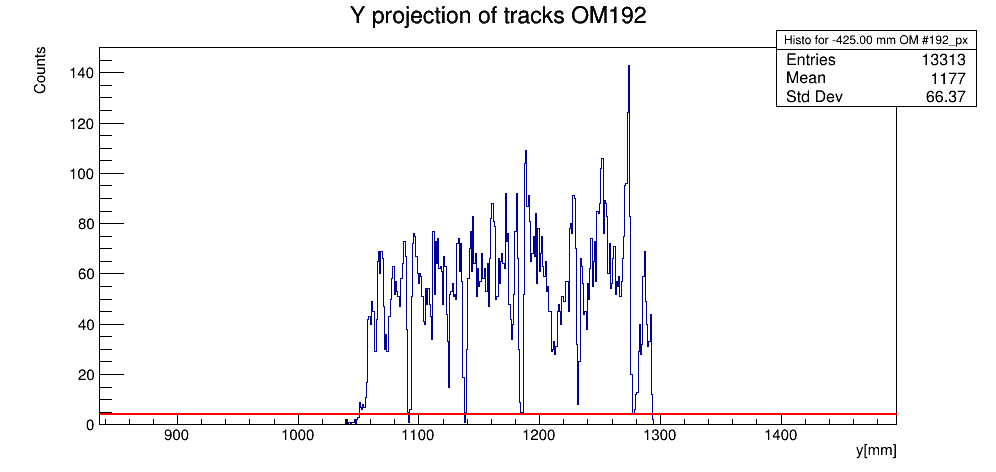 Y projection of tracks OM192
Histo for -425.00 mm OM #192_px
Entries 13313
Mean 1177
Std Dev 66.37
Counts
140
120
100
80
60
40
20
0
900 1000 1100 1200 1300 1400
y[mm]